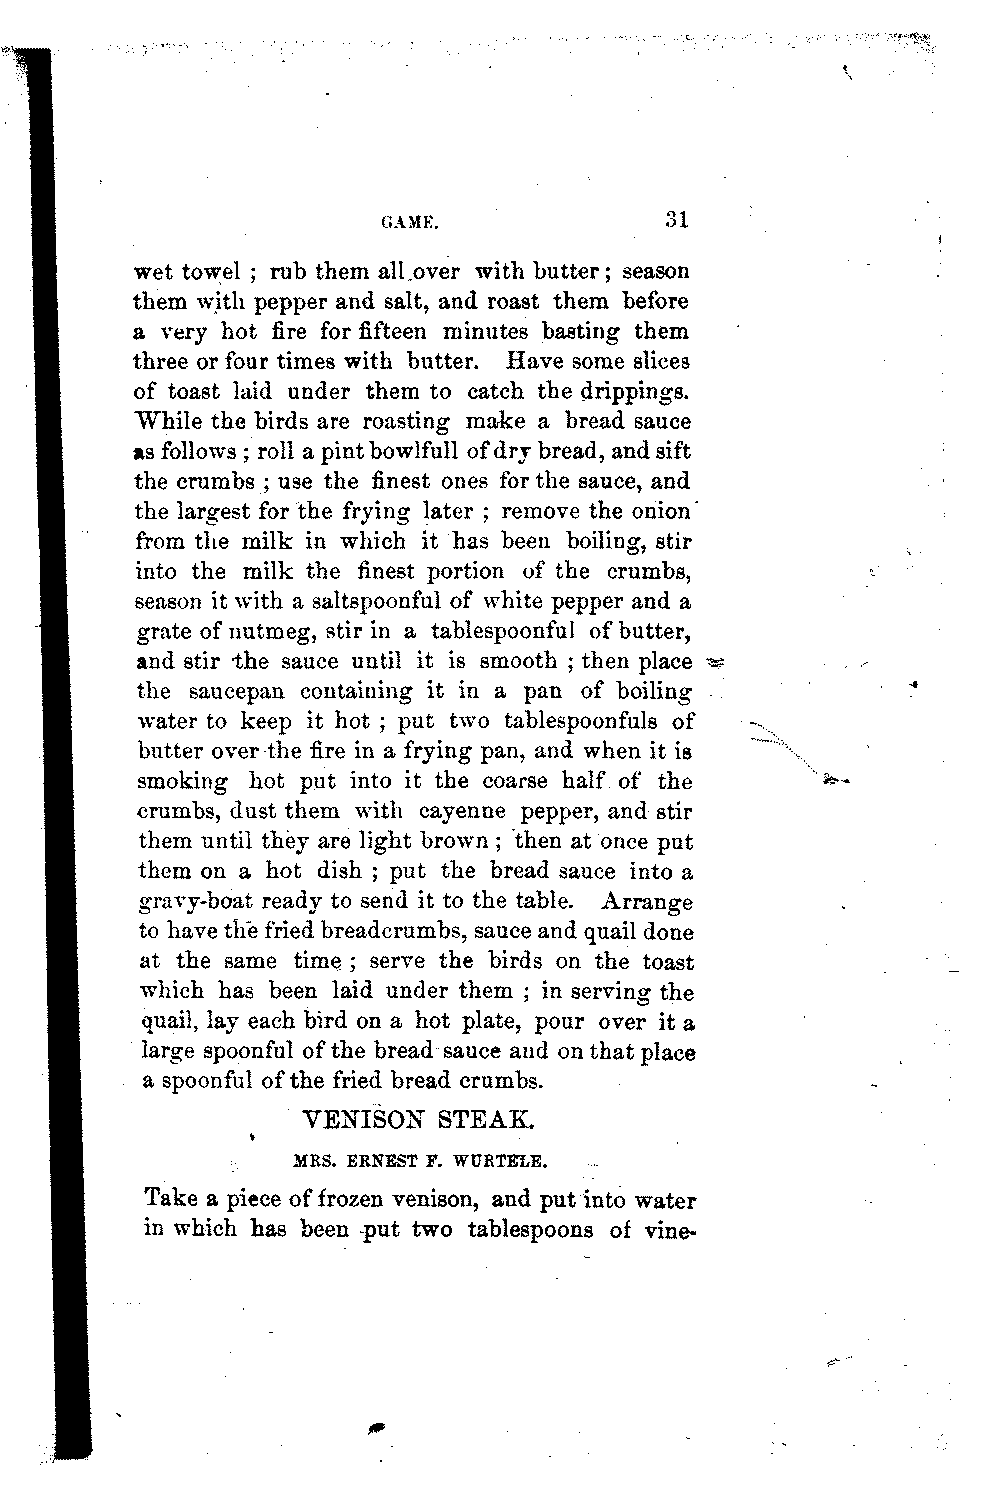 GAME. 31
wet towel ; rub them all over with butter; season
them with pepper and salt, and roast them before
a very hot fire for fifteen minutes basting them
three or four times with butter. Have some slices
of toast laid under them to catch the drippings.
While the birds are roasting make a bread sauce
as follows ; roll a pint bowlfull of dry bread, and sift
the crumbs ; use the finest ones for the sauce, and
the largest for the frying later ; remove the onion
from the milk in which it has been boiling, stir
into the milk the finest portion of the crumbs,
season it with a saltspoonful of white pepper and a
grate of nutmeg, stir in a tablespoonful of butter,
and stir the sauce until it is smooth ; then place
the saucepan containing it in a pan of boiling
water to keep it hot ; put two tablespoonfuls of
butter over the fire in a frying pan, and when it is
smoking hot put into it the coarse half of the
crumbs, dust them with cayenne pepper, and stir
them until they are light brown ; then at once put
them on a hot dish ; put the bread sauce into a
gravy-boat ready to send it to the table. Arrange
to have the fried breadcrumbs, sauce and quail done
at the same time ; serve the birds on the toast
which has been laid under them ; in serving the
quail, lay each bird on a hot plate, pour over it a
large spoonful of the bread sauce and on that place
a spoonful of the fried bread crumbs.
VENISON STEAK.
MRS. ERNEST F. WURTELE.
Take a piece of frozen venison, and put into water
in which has been put two tablespoons of vine-